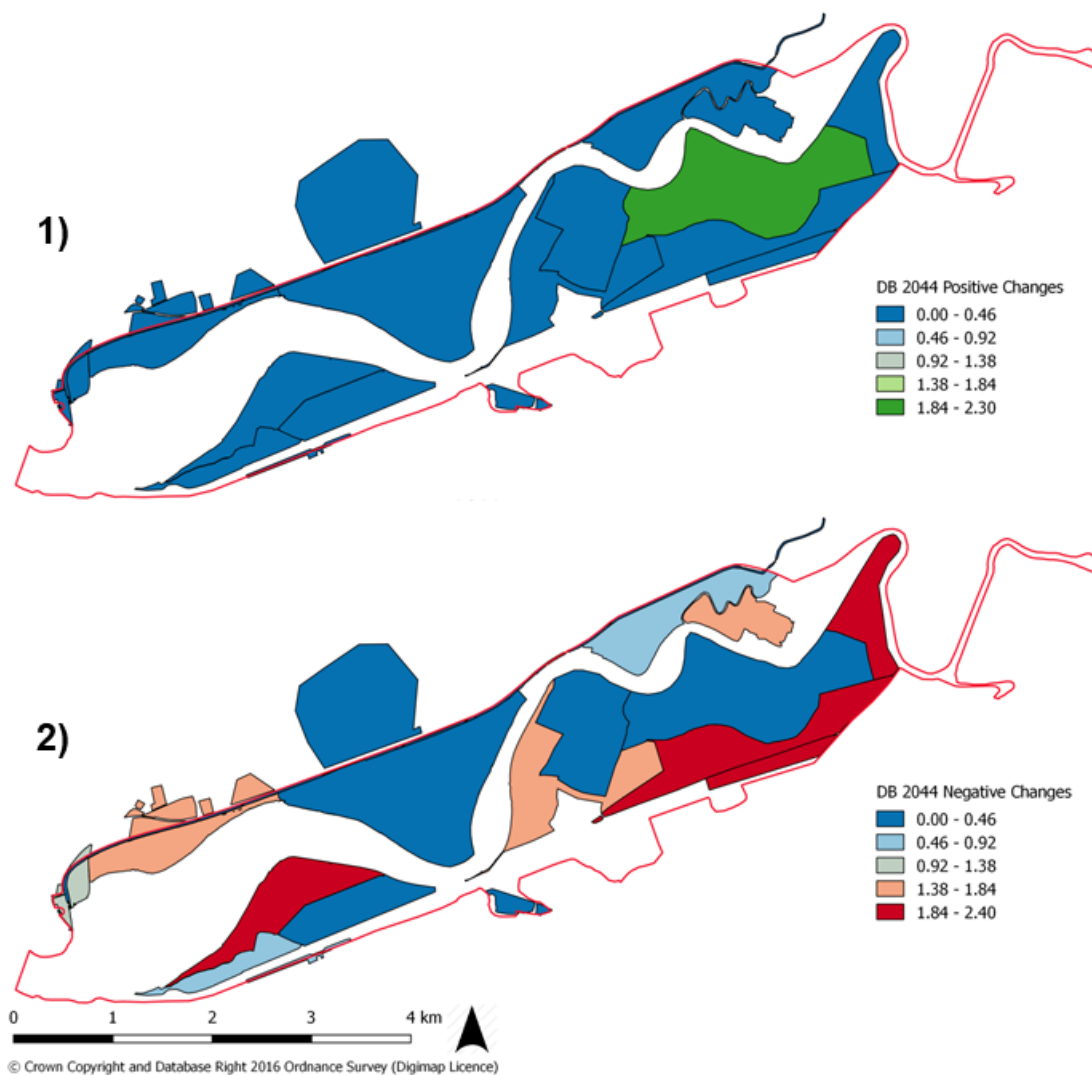 1)
DB 2044 Positive Changes
0.00 - 0.46
0.46 - 0.92
0.92 - 1.38
1.38 - 1.84
1.84 - 2.30
2)
DB 2044 Negative Changes
0.00 - 0.46
0.46 - 0.92
0.92 - 1.38
1.38 - 1.84
1.84 - 2.40
0 1 2 3 4 km
© Crown Copyright and Database Right 2016 Ordnance Survey (Digimap Licence)